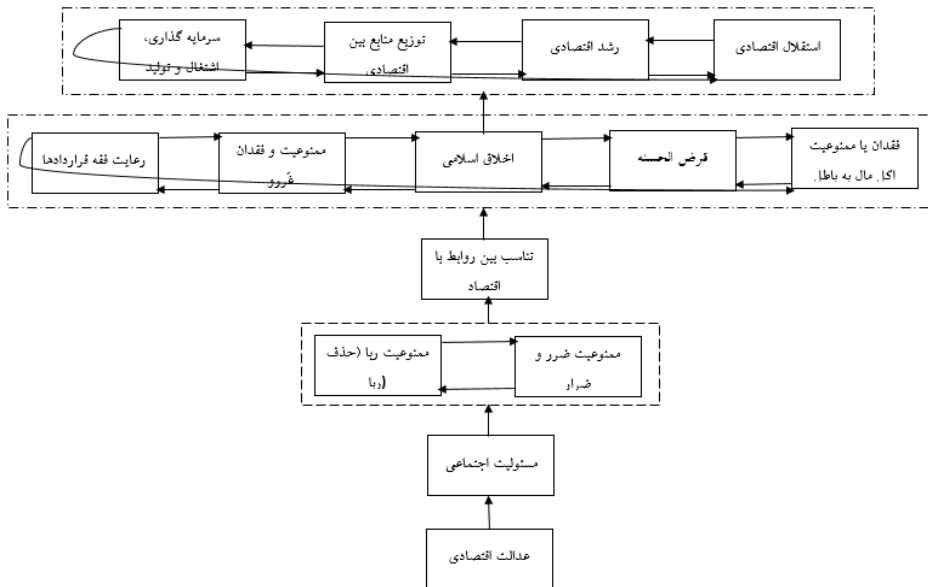 استقلال اقتصادی
رشد اقتصادی
توزیع منابع بین
اقتصادی
سرمایه گذاری،
اشتغال و تولید
فقدان یا ممنوعیت
اکل مال به باطل
قرض الحسنه
اخلاق اسلامی
ممنوعیت و فقدان
غَررو
رعایت فقه قراردادها
تناسب بین روابط با
اقتصاد
ممنوعیت ضرر و
ضرار
ممنوعیت ربا (حذف
ربا)
مسئولیت اجتماعی
عدالت اقتصادی